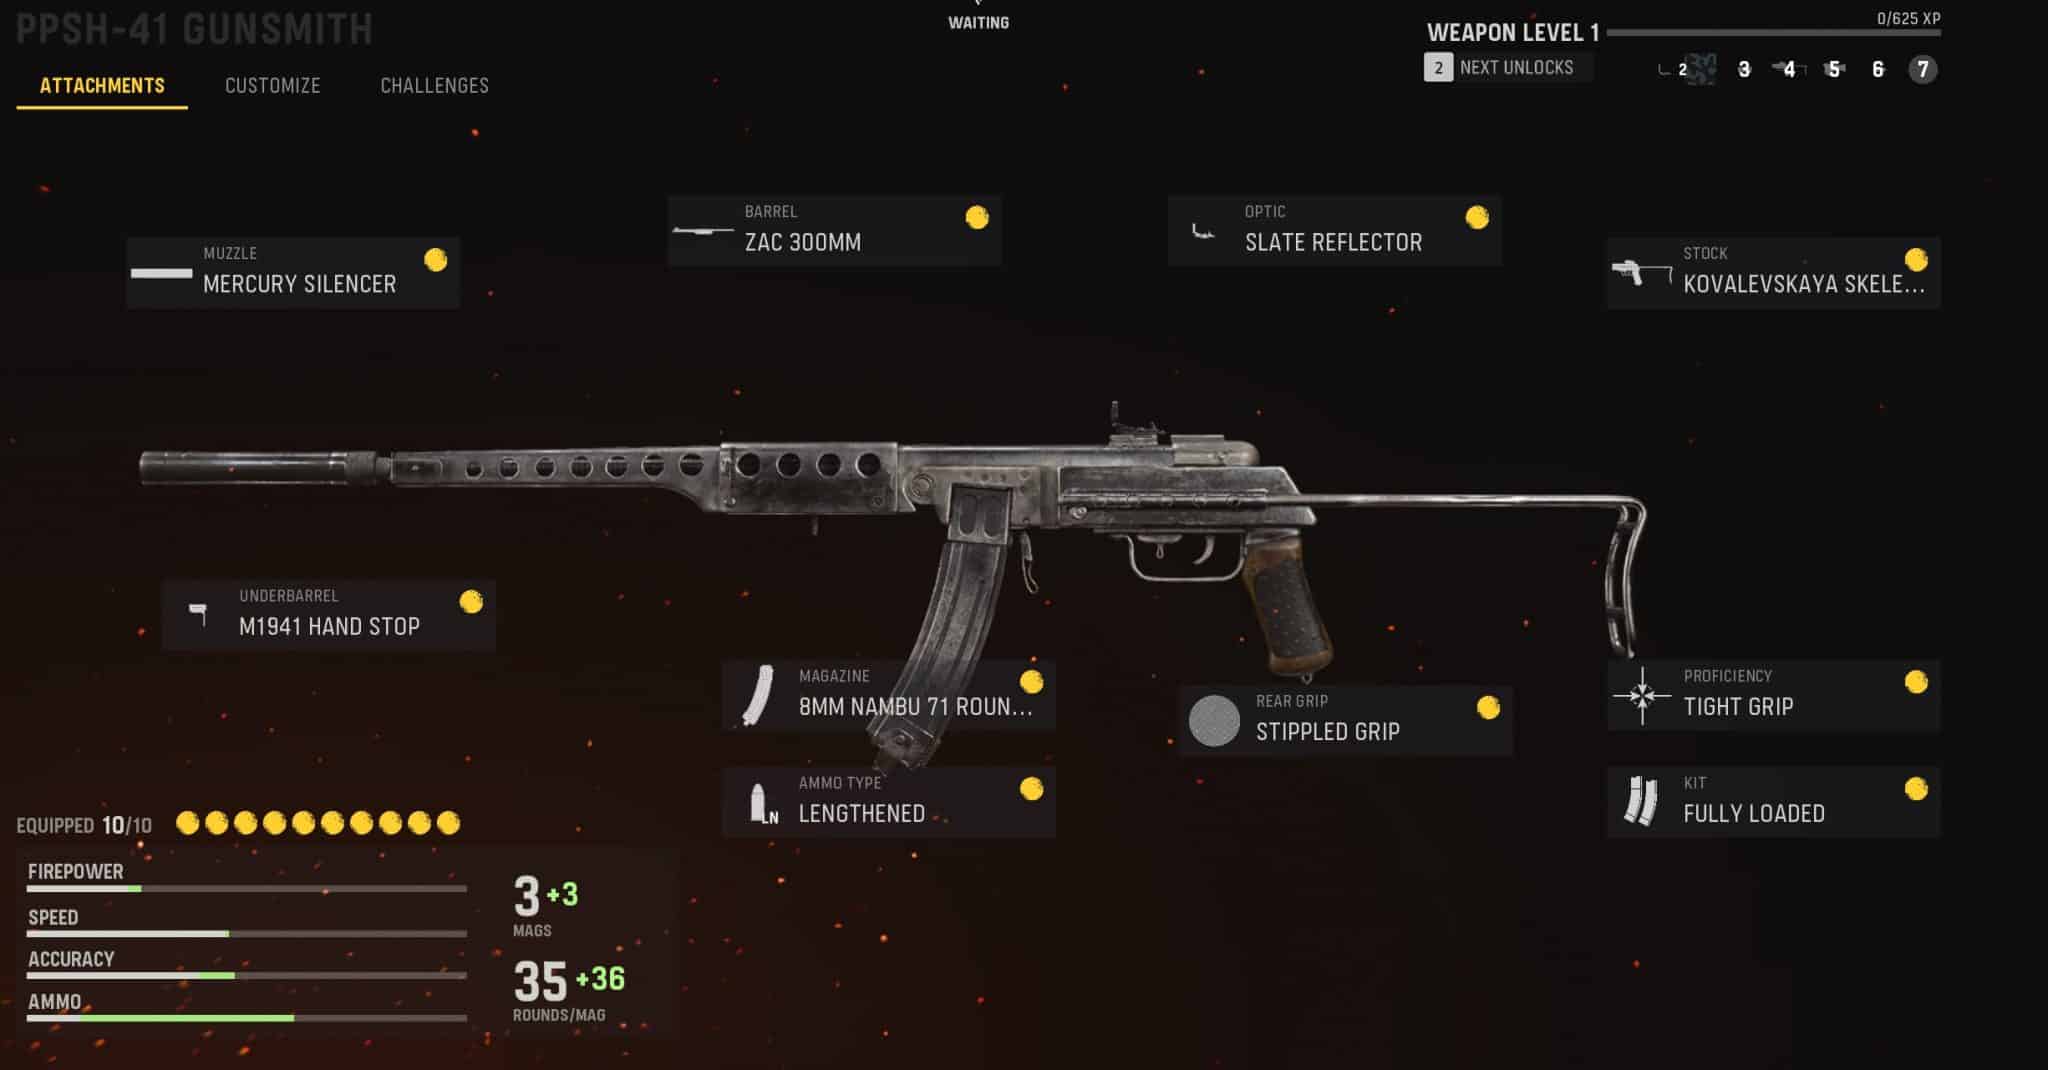 PPSH-41 GUNSMITH
WAITING
WEAPON LEVEL 1
0/625 XP
2 NEXT UNLOCKS
2 3 4 5 6 7
ATTACHMENTS CUSTOMIZE CHALLENGES
MUZZLE
MERCURY SILENCER
BARREL
ZAC 300MM
OPTIC
SLATE REFLECTOR
STOCK
KOVALEVSKAYA SKELE...
UNDERBARREL
M1941 HAND STOP
MAGAZINE
8MM NAMBU 71 ROUN...
REAR GRIP
STIPPLED GRIP
PROFICIENCY
TIGHT GRIP
AMMO TYPE
LN
LENGTHENED
KIT
FULLY LOADED
EQUIPPED 10/10
FIREPOWER
SPEED
ACCURACY
AMMO
3 +3
MAGS
35 +36
ROUNDS/MAG